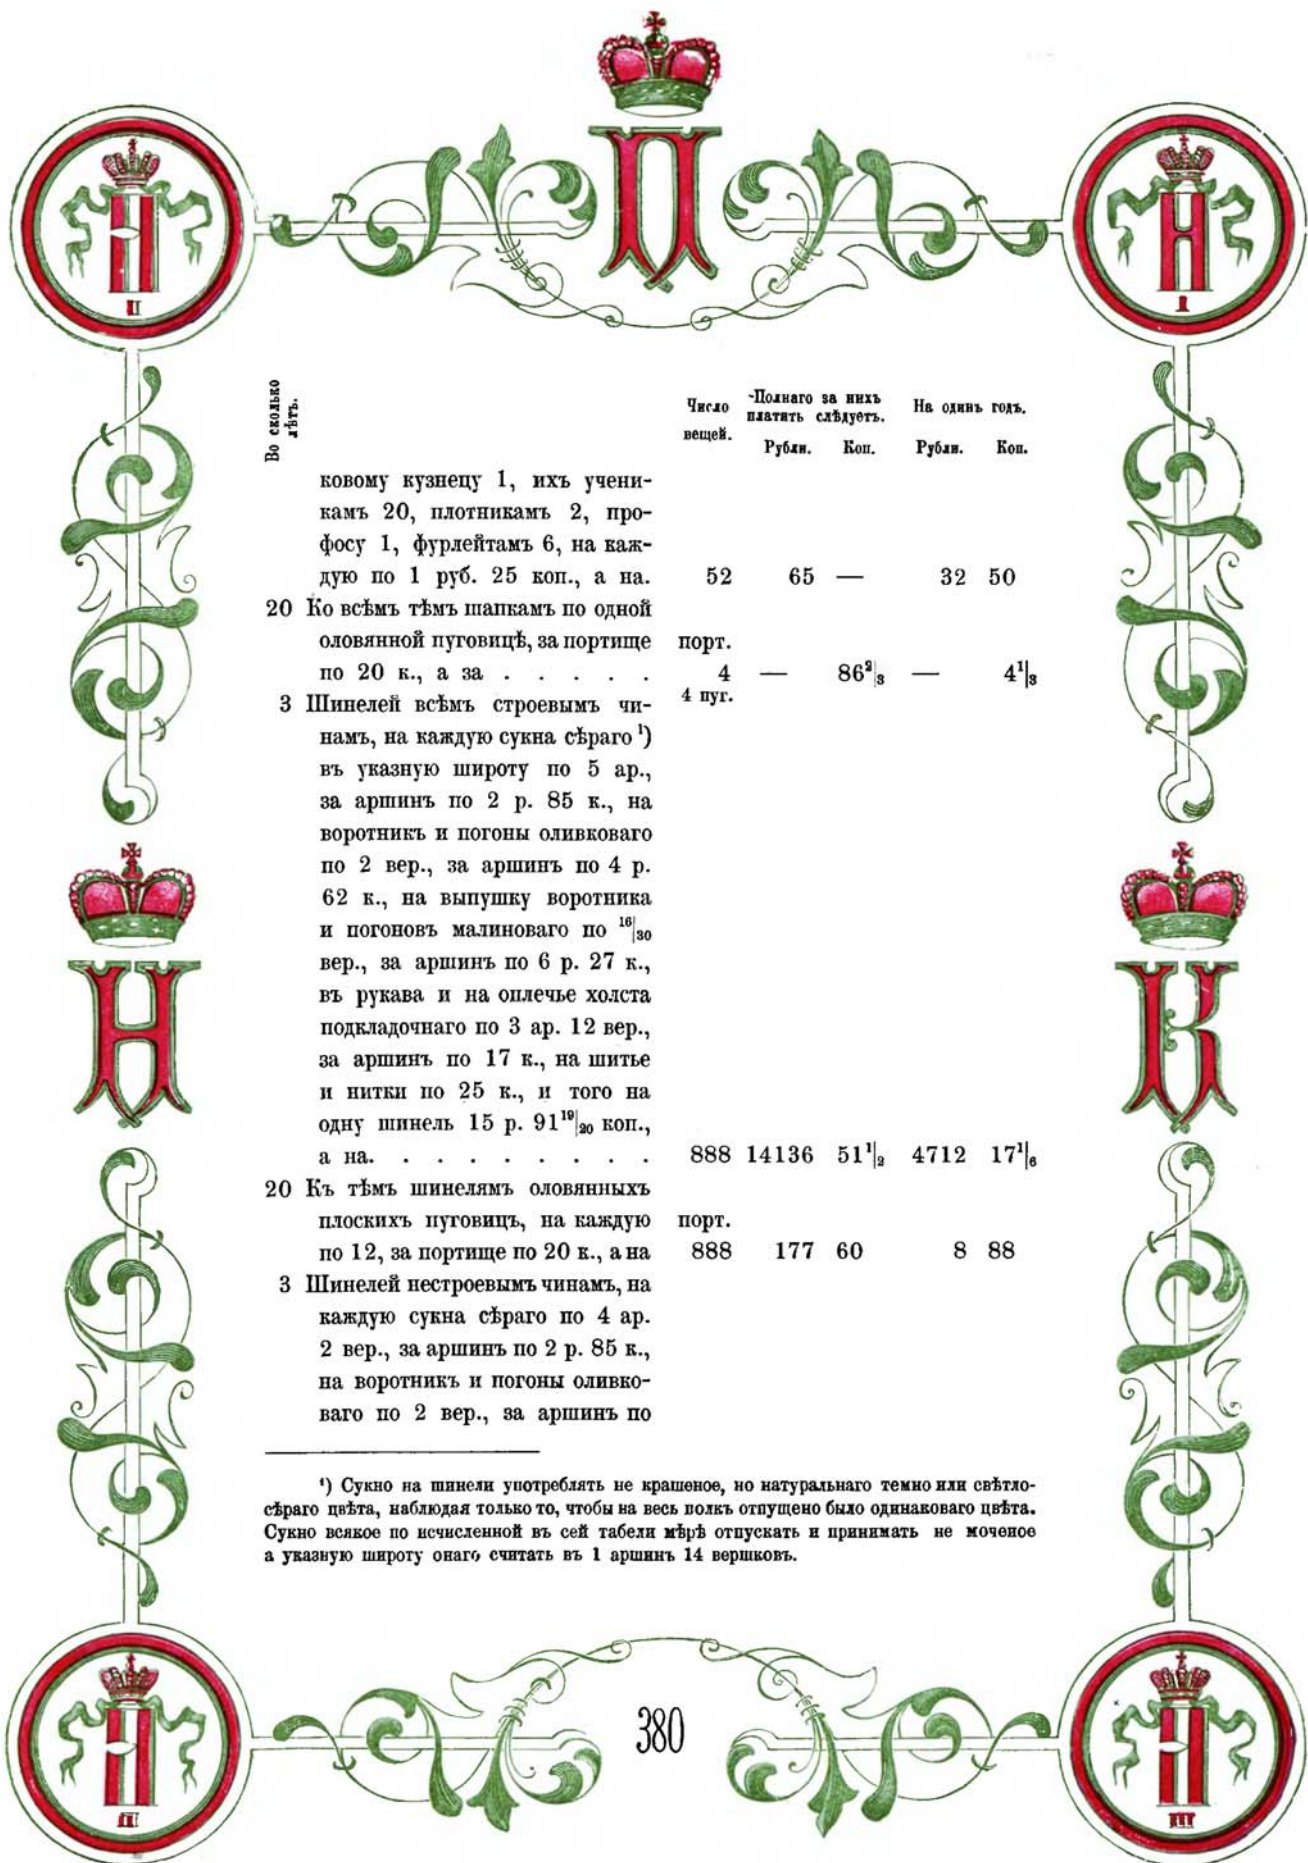 П
II
I
Во сколько
лѣтъ.
Число
вещей.
Полнаго за нихъ
платить слѣдуетъ.
На одинъ годъ.
Рубли. Коп. Рубли. Коп.
ковому кузнецу 1, ихъ учени-
камъ 20, плотникамъ 2, про-
фосу 1, фурлейтамъ 6, на каж-
дую по 1 руб. 25 коп., а на. 52 65 — 32 50
20 Ко всѣмъ тѣмъ шапкамъ по одной
оловянной пуговицѣ, за портище порт.
по 20 к., а за . . . . . 4 — 86²|₃ — 4¹|₃
4 пуг.
3 Шинелей всѣмъ строевымъ чи-
намъ, на каждую сукна сѣраго ¹)
въ указную широту по 5 ар.,
за аршинъ по 2 р. 85 к., на
воротникъ и погоны оливковаго
по 2 вер., за аршинъ по 4 р.
62 к., на выпушку воротника
и погоновъ малиноваго по ¹⁶|₃₀
вер., за аршинъ по 6 р. 27 к.,
въ рукава и на оплечье холста
подкладочнаго по 3 ар. 12 вер.,
за аршинъ по 17 к., на шитье
и нитки по 25 к., и того на
одну шинель 15 р. 91¹⁹|₂₀ коп.,
а на. . . . . . . . . 888 14136 51¹|₂ 4712 17¹|₆
20 Къ тѣмъ шинелямъ оловянныхъ
плоскихъ пуговицъ, на каждую порт.
по 12, за портище по 20 к., а на 888 177 60 8 88
3 Шинелей нестроевымъ чинамъ, на
каждую сукна сѣраго по 4 ар.
2 вер., за аршинъ по 2 р. 85 к.,
на воротникъ и погоны оливко-
ваго по 2 вер., за аршинъ по
¹) Сукно на шинели употреблять не крашеное, но натуральнаго темно или свѣтло-
сѣраго цвѣта, наблюдая только то, чтобы на весь полкъ отпущено было одинаковаго цвѣта.
Сукно всякое по исчисленной въ сей табели мѣрѣ отпускать и принимать не моченое
а указную широту онаго считать въ 1 аршинъ 14 вершковъ.
Н
К
II
III
380